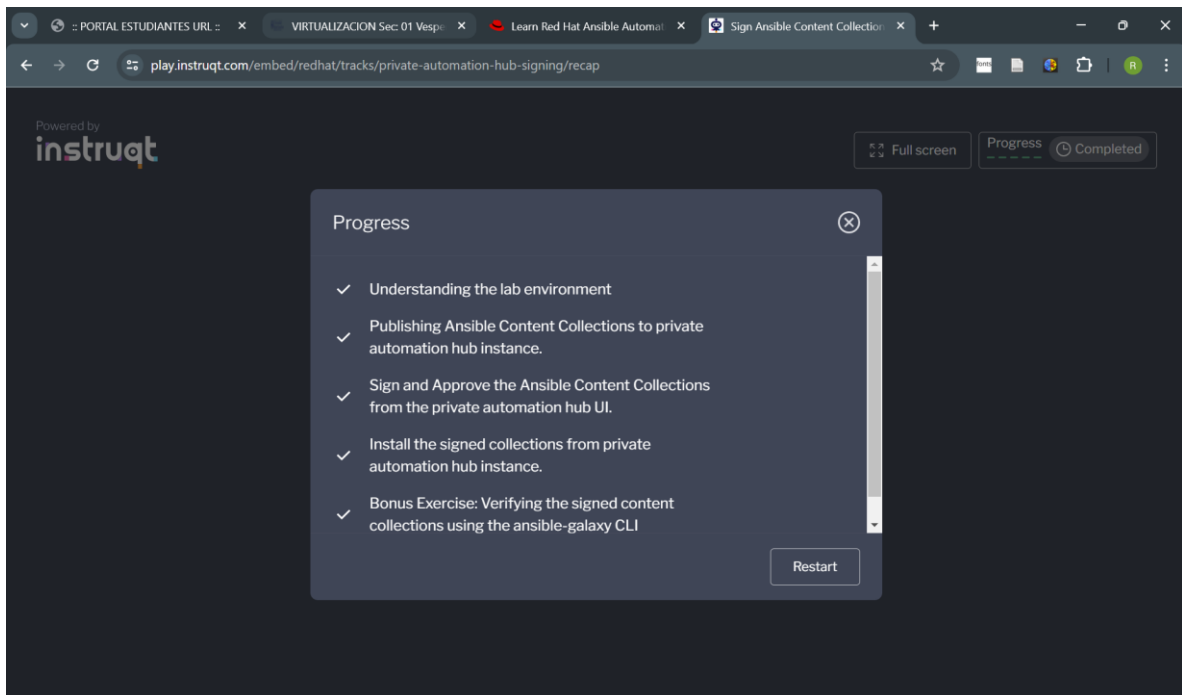 :: PORTAL ESTUDIANTES URL ::
VIRTUALIZACION Sec: 01 Vespe
Learn Red Hat Ansible Automat
Sign Ansible Content Collection
play.instruqt.com/embed/redhat/tracks/private-automation-hub-signing/recap
fonts
R
Powered by
instruqt
Full screen
Progress
Completed
Progress
Understanding the lab environment
Publishing Ansible Content Collections to private
automation hub instance.
Sign and Approve the Ansible Content Collections
from the private automation hub UI.
Install the signed collections from private
automation hub instance.
Bonus Exercise: Verifying the signed content
collections using the ansible-galaxy CLI
Restart